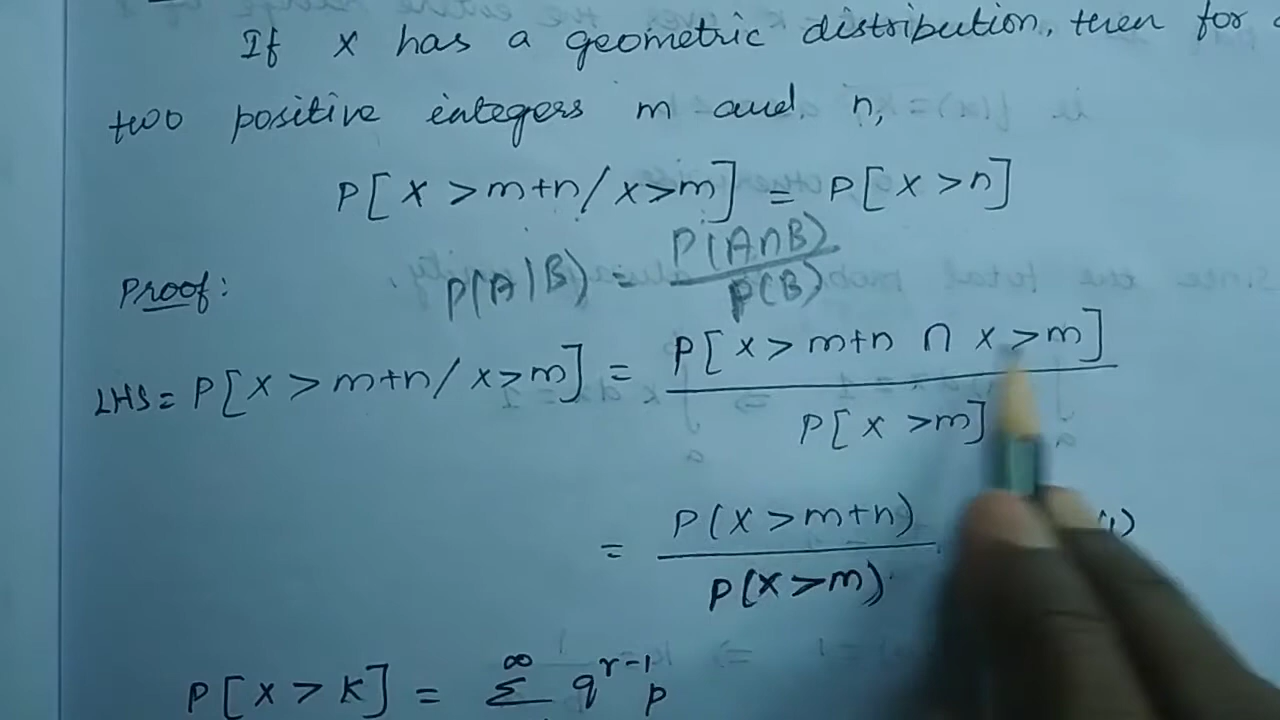 If X has a geometric distribution, then for
two positive integers m and n,
P[X > m+n / X > m] = P[X > n]
Proof: P(A|B) = P(A∩B) / P(B)
LHS = P[X > m+n / X > m] = P[X > m+n ∩ X > m] / P[X > m]
= P(X > m+n) / P(X > m)
P[X > K] = ∞ Σ q^{r-1} p